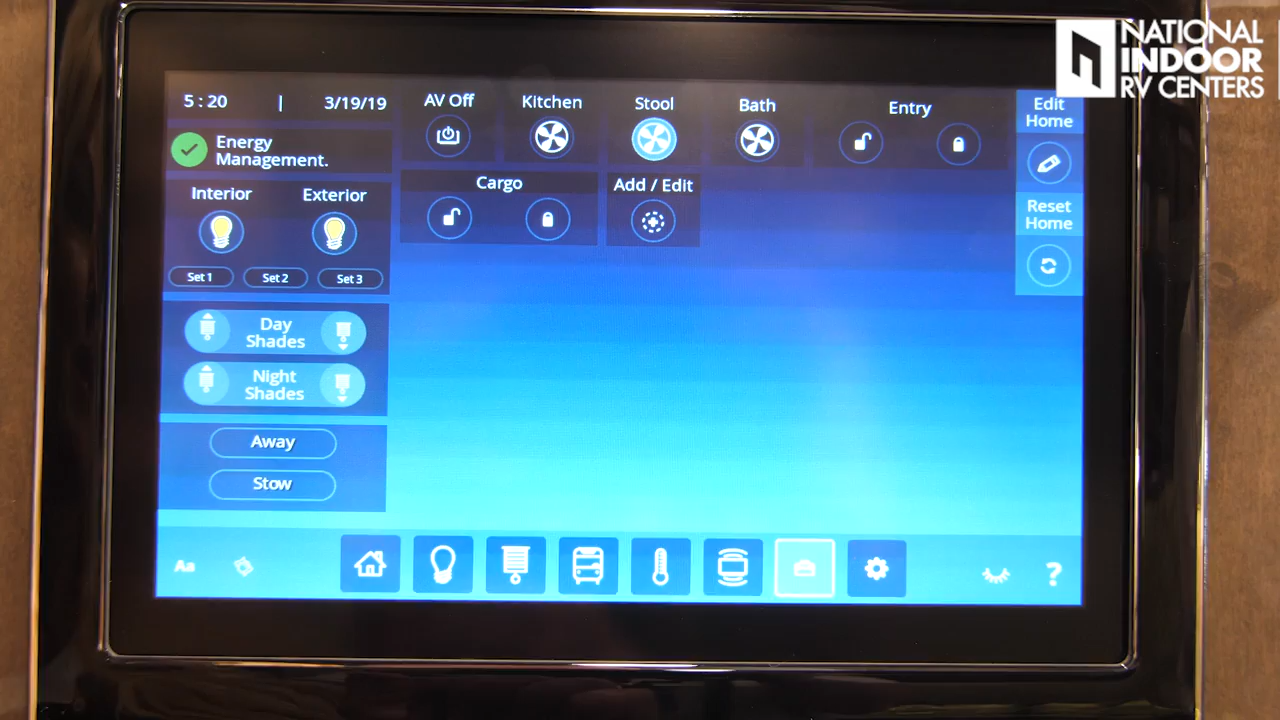 NATIONAL
INDOOR
RV CENTERS
5 : 20 | 3/19/19
AV Off
Kitchen
Stool
Bath
Entry
Edit
Home
Energy
Management.
Cargo
Add / Edit
Interior
Exterior
Reset
Home
Set 1
Set 2
Set 3
Day
Shades
Night
Shades
Away
Stow
Aa
?